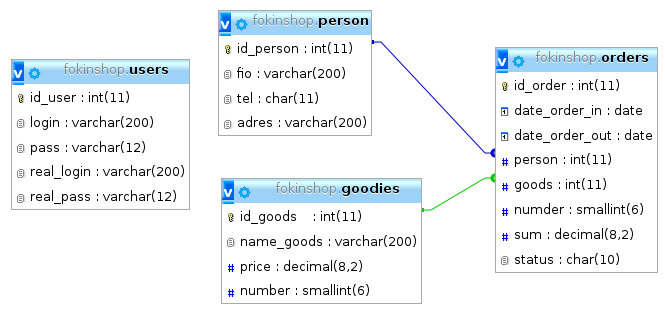 fokinshop.users
id_user : int(11)
login : varchar(200)
pass : varchar(12)
real_login : varchar(200)
real_pass : varchar(12)
fokinshop.person
id_person : int(11)
fio : varchar(200)
tel : char(11)
adres : varchar(200)
fokinshop.goodies
id_goods : int(11)
name_goods : varchar(200)
price : decimal(8,2)
number : smallint(6)
fokinshop.orders
id_order : int(11)
date_order_in : date
date_order_out : date
person : int(11)
goods : int(11)
numder : smallint(6)
sum : decimal(8,2)
status : char(10)